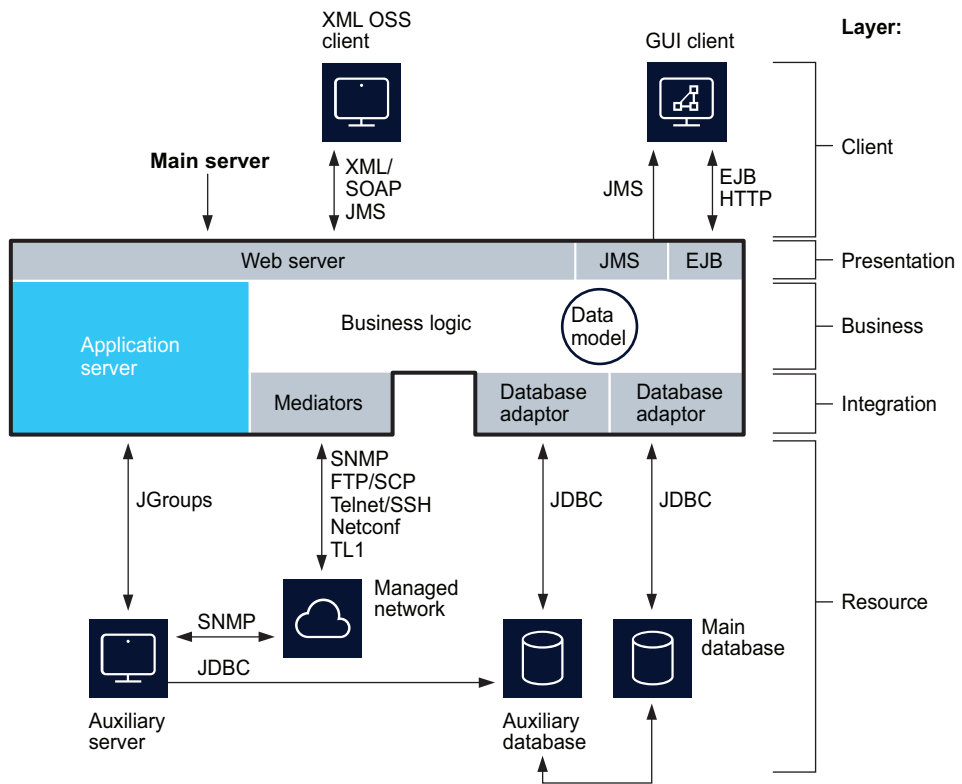 XML OSS
client
GUI client
Layer:
Main server
XML/
SOAP
JMS
JMS
EJB
HTTP
Client
Web server
JMS
EJB
Presentation
Application
server
Business logic
Data
model
Business
Mediators
Database
adaptor
Database
adaptor
Integration
JGroups
SNMP
FTP/SCP
Telnet/SSH
Netconf
TL1
JDBC
JDBC
Managed
network
SNMP
JDBC
Main
database
Resource
Auxiliary
server
Auxiliary
database